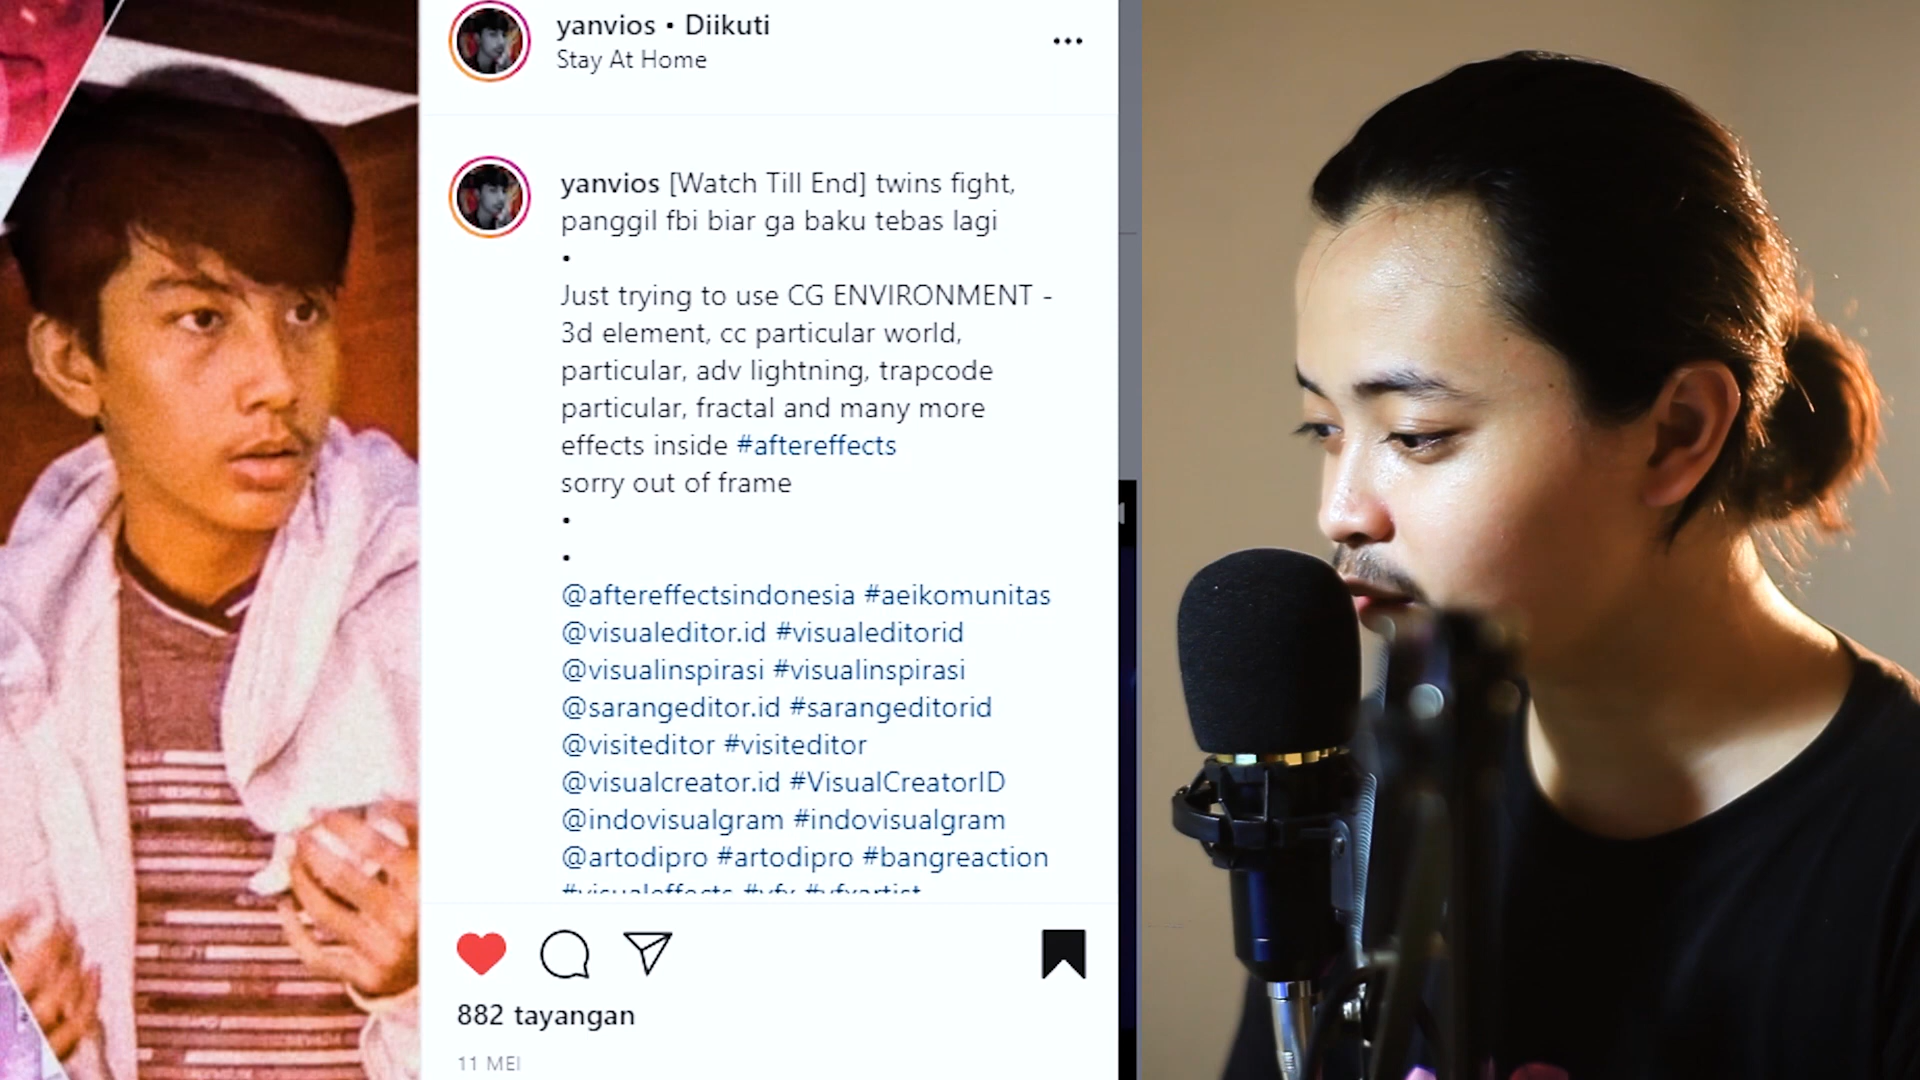 yanvios • Diikuti
Stay At Home
yanvios [Watch Till End] twins fight,
panggil fbi biar ga baku tebas lagi
•
Just trying to use CG ENVIRONMENT -
3d element, cc particular world,
particular, adv lightning, trapcode
particular, fractal and many more
effects inside #aftereffects
sorry out of frame
•
•
@aftereffectsindonesia #aeikomunitas
@visualeditor.id #visualeditorid
@visualinspirasi #visualinspirasi
@sarangeditor.id #sarangeditorid
@visiteditor #visiteditor
@visualcreator.id #VisualCreatorID
@indovisualgram #indovisualgram
@artodipro #artodipro #bangreaction
#visualeffects #vfx #vfxartist
882 tayangan
11 MEI